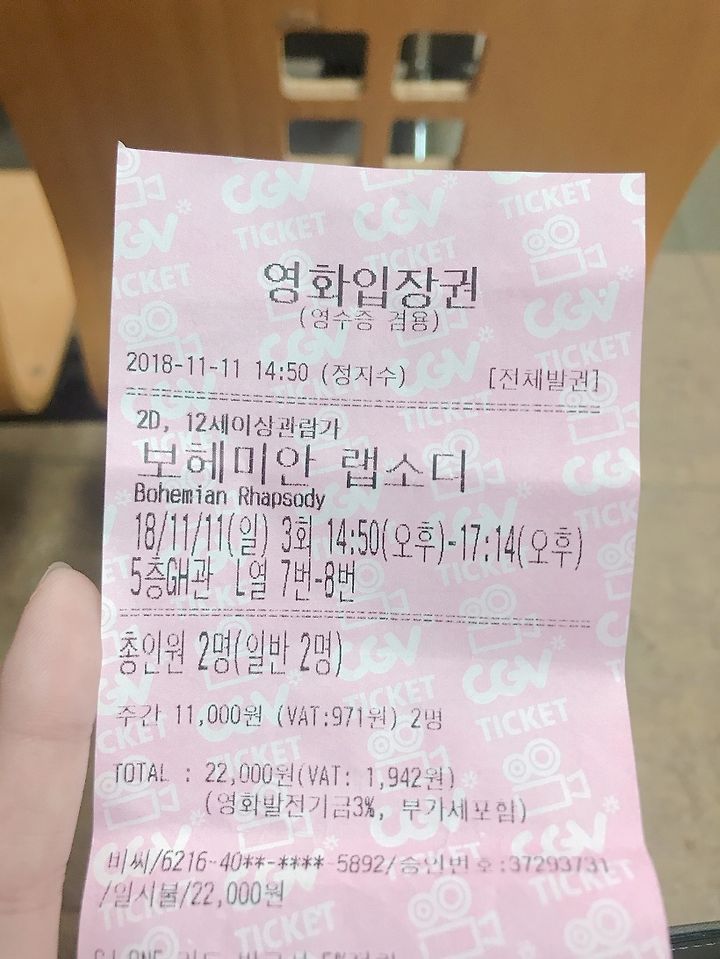 영화입장권
(영수증 겸용)
2018-11-11 14:50 (정지수) [전체발권]
2D, 12세이상관람가
보헤미안 랩소디
Bohemian Rhapsody
18/11/11(일) 3회 14:50(오후)-17:14(오후)
5층GH관 L열 7번-8번
총인원 2명(일반 2명)
주간 11,000원 (VAT:971원) 2명
TOTAL : 22,000원(VAT: 1,942원)
(영화발전기금3%, 부가세포함)
비씨/6216-40**-**** 5892/승인번호:37293731
/일시불/22,000원
CJ ONE